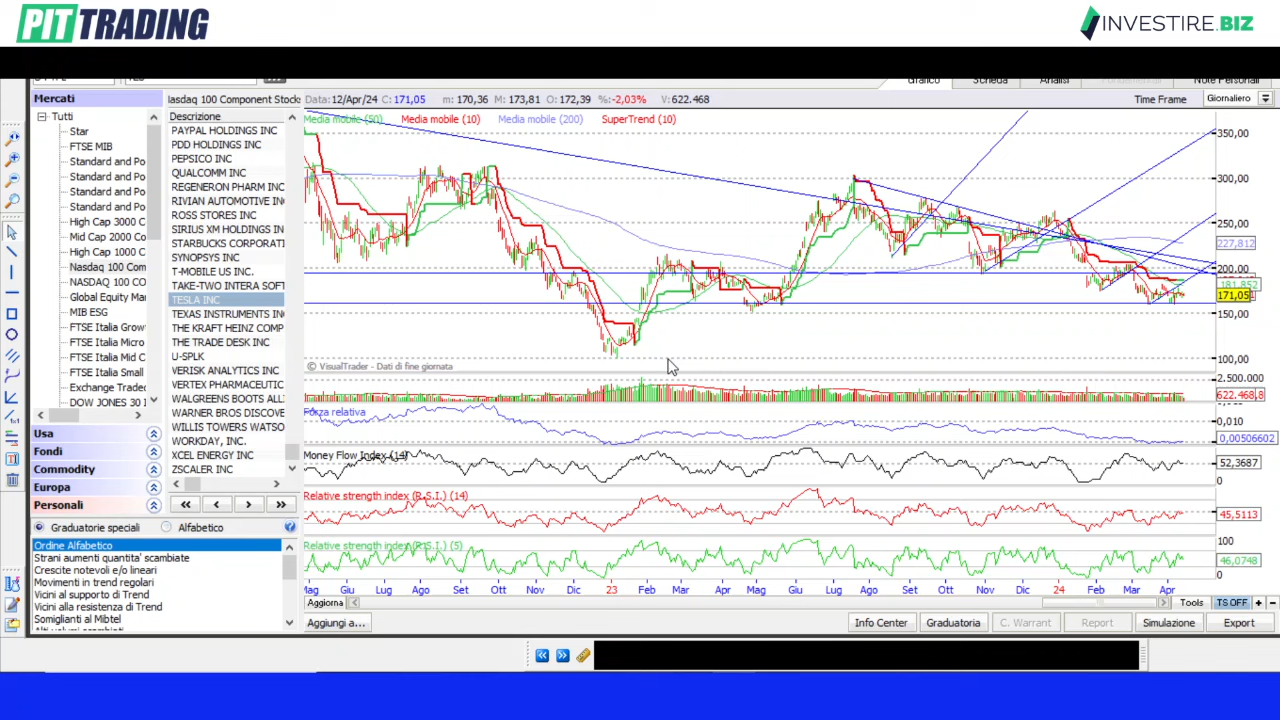 PIT TRADING
INVESTIRE.BIZ
Grafico
Scheda
Analisi
Note Personali
Mercati
Nasdaq 100 Component Stocks
Data:12/Apr/24 C:171,05 m:170,36 M:173,81 O:172,39 %:-2,03% V:622.468
Time Frame
Giornaliero
Tutti
Star
FTSE MIB
Standard and Po
Standard and Po
Standard and Po
Standard and Po
High Cap 3000 C
Mid Cap 2000 Co
High Cap 1000 C
Nasdaq 100 Com
NASDAQ 100 CO
Global Equity Mar
MIB ESG
FTSE Italia Growt
FTSE Italia Micro
FTSE Italia Mid C
FTSE Italia Small
Exchange Tradec
DOW JONES 30 I
Usa
Fondi
Commodity
Europa
Personali
Graduatorie speciali
Alfabetico
Ordine Alfabetico
Strani aumenti quantita' scambiate
Crescite notevoli e/o lineari
Movimenti in trend regolari
Vicini al supporto di Trend
Vicini alla resistenza di Trend
Somiglianti al Mibtel
Descrizione
PAYPAL HOLDINGS INC
PDD HOLDINGS INC
PEPSICO INC
QUALCOMM INC
REGENERON PHARM INC
RIVIAN AUTOMOTIVE INC
ROSS STORES INC
SIRIUS XM HOLDINGS IN
STARBUCKS CORPORATI
SYNOPSYS INC
T-MOBILE US INC.
TAKE-TWO INTERA SOFT
TESLA INC
TEXAS INSTRUMENTS IN
THE KRAFT HEINZ COMP
THE TRADE DESK INC
U-SPLK
VERISK ANALYTICS INC
VERTEX PHARMACEUTIC
WALGREENS BOOTS ALL
WARNER BROS DISCOVE
WILLIS TOWERS WATSO
WORKDAY, INC.
XCEL ENERGY INC
ZSCALER INC
Media mobile (50)
Media mobile (10)
Media mobile (200)
SuperTrend (10)
350,00
300,00
250,00
227,812
200,00
181,852
171,05
150,00
100,00
© VisualTrader - Dati di fine giornata
2.500.000
622.468,8
Forza relativa
0,010
0,00506602
Money Flow Index (14)
52,3687
0
Relative strength index (R.S.I.) (14)
45,5113
Relative strength index (R.S.I.) (5)
100
46,0748
0
Mag Giu Lug Ago Set Ott Nov Dic 23 Feb Mar Apr Mag Giu Lug Ago Set Ott Nov Dic 24 Feb Mar Apr
Aggiorna
Tools
TS OFF
Aggiungi a...
Info Center
Graduatoria
C. Warrant
Report
Simulazione
Export